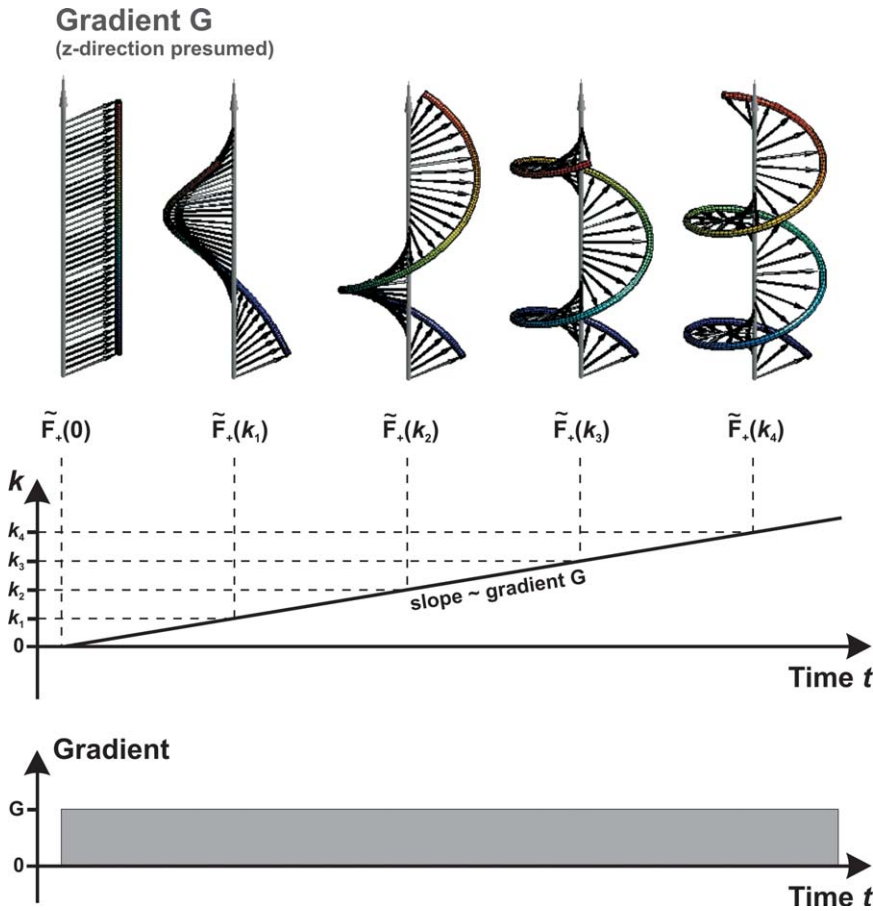 Gradient G
(z-direction presumed)
F̃₊(0) F̃₊(k₁) F̃₊(k₂) F̃₊(k₃) F̃₊(k₄)
k
k₄
k₃
k₂
k₁
0
slope ~ gradient G
Time t
Gradient
G
0
Time t